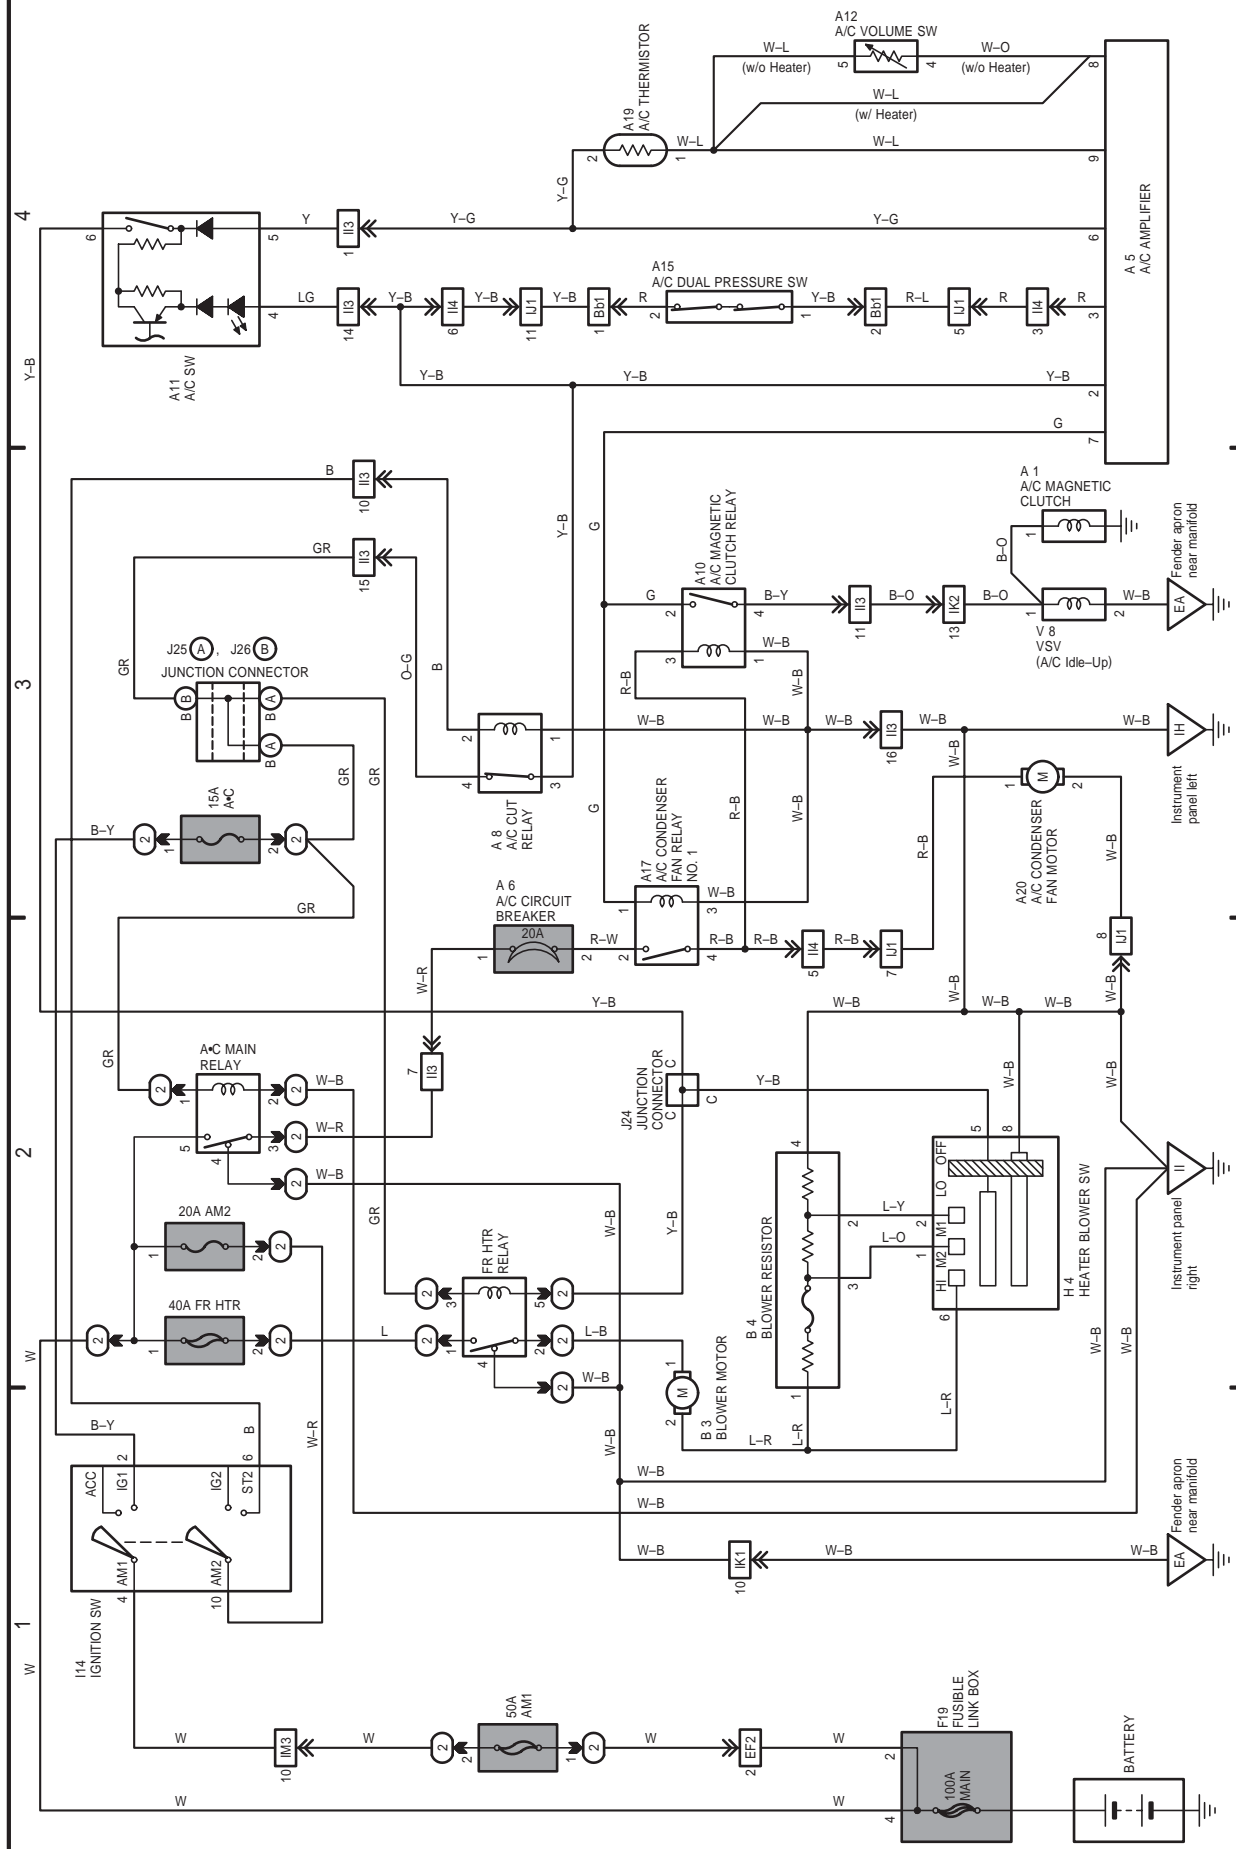 4
3
2
1
A12
A/C VOLUME SW
W–L
(w/o Heater)
5
4
W–O
(w/o Heater)
8
W–L
(w/ Heater)
A19
A/C THERMISTOR
2
1
W–L
W–L
9
A 5
A/C AMPLIFIER
Y–G
6
5
Y
II3
1
Y–G
Y–G
6
A15
A/C DUAL PRESSURE SW
4
LG
II3
14
Y–B
II4
6
Y–B
IJ1
11
Y–B
Bb1
1
R
2
1
Y–B
Bb1
2
R–L
IJ1
5
R
II4
3
R
3
A11
A/C SW
Y–B
Y–B
Y–B
Y–B
2
G
7
B
II3
10
GR
II3
15
Y–B
G
A10
A/C MAGNETIC
CLUTCH RELAY
A 1
A/C MAGNETIC
CLUTCH
1
B–O
Fender apron
near manifold
G
2
4
B–Y
II3
11
B–O
IK2
13
B–O
1
2
W–B
EA
V 8
VSV
(A/C Idle–Up)
3
1
W–B
R–B
W–B
J25 A , J26 B
JUNCTION CONNECTOR
GR
B
B
A
B
A
B
O–G
B
2
1
4
3
W–B
W–B
W–B
II3
16
W–B
W–B
IH
Instrument
panel left
GR
GR
W–B
1
M
2
A20
A/C CONDENSER
FAN MOTOR
15A
A•C
B–Y
2
1
2
2
A 8
A/C CUT
RELAY
G
R–B
W–B
R–B
W–B
A17
A/C CONDENSER
FAN RELAY
NO. 1
GR
A 6
A/C CIRCUIT
BREAKER
20A
1
2
R–W
1
3
W–B
2
4
R–B
R–B
II4
5
R–B
IJ1
7
8
IJ1
W–R
W–B
W–B
Y–B
W–B
W–B
W–B
GR
A•C MAIN
RELAY
7
II3
2
1
2
2
W–B
5
3
2
W–R
4
2
W–B
J24
JUNCTION
CONNECTOR
C
C
C
Y–B
W–B
W–B
5
8
4
LO
OFF
20A AM2
1
2
2
GR
W–B
Y–B
B 4
BLOWER RESISTOR
2
L–Y
2
M1
L–O
3
1
M2
HI
6
H 4
HEATER BLOWER SW
II
Instrument panel
right
FR HTR
RELAY
2
3
5
2
40A FR HTR
W
2
1
2
2
L
2
1
2
2
L–B
4
2
W–B
1
M
2
B 3
BLOWER MOTOR
1
W–B
W–B
L–R
B–Y
B
W–R
W–B
L–R
L–R
ACC
IG1
2
IG2
ST2
6
W–B
W–B
AM1
4
AM2
10
W–B
IK1
10
W–B
W–B
EA
Fender apron
near manifold
I14
IGNITION SW
W
50A
AM1
F19
FUSIBLE
LINK BOX
W
IM3
10
W
2
2
1
2
W
EF2
2
W
2
100A
MAIN
W
W
4
BATTERY